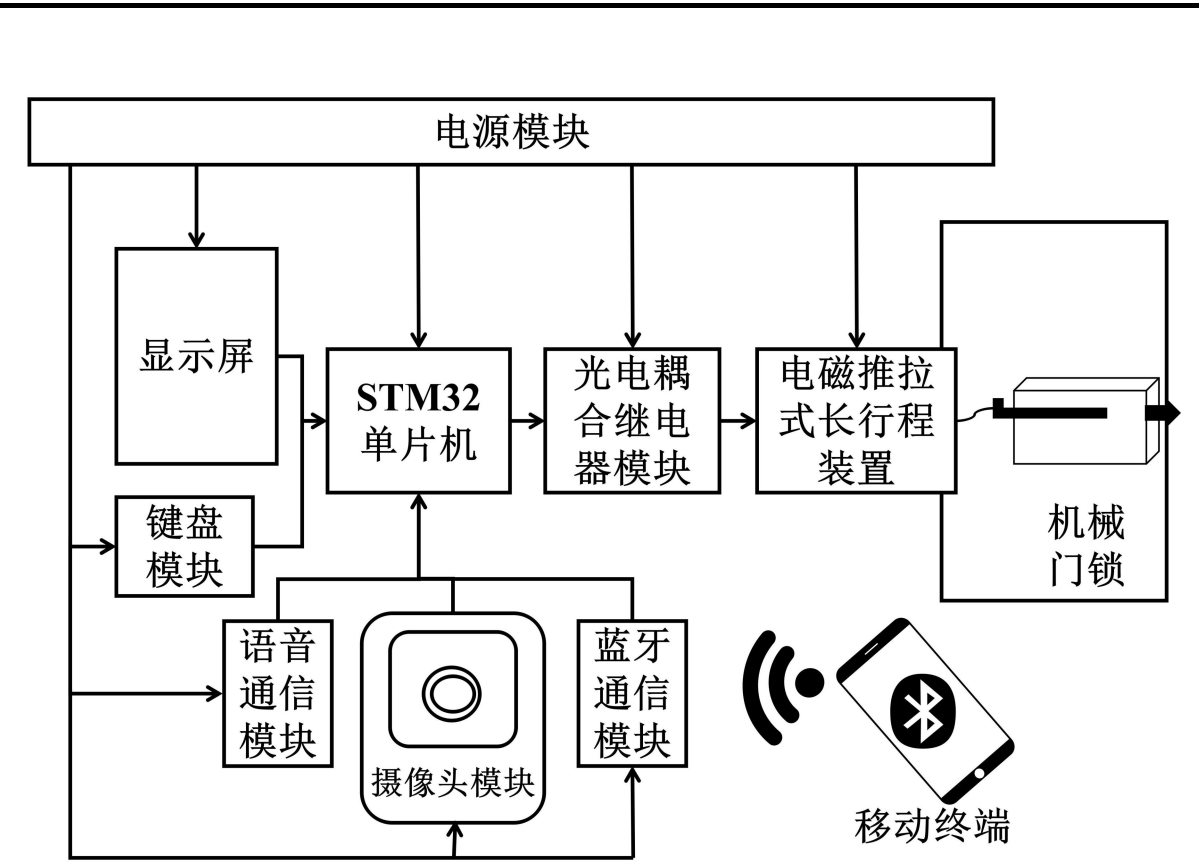 电源模块
显示屏
STM32
单片机
光电耦
合继电
器模块
电磁推拉
式长行程
装置
机械
门锁
键盘
模块
语音
通信
模块
摄像头模块
蓝牙
通信
模块
移动终端